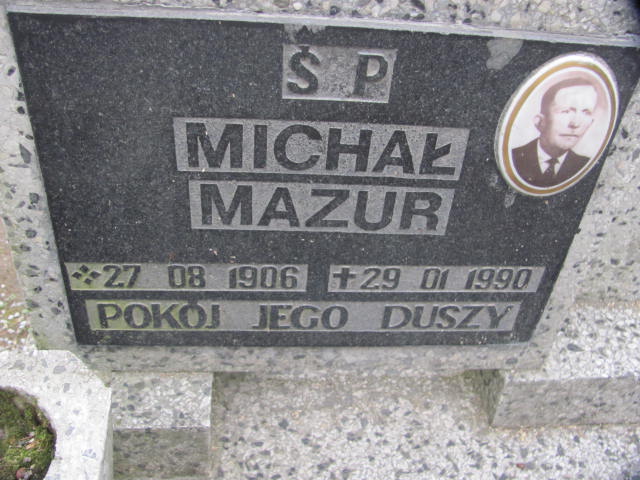 Ś P
MICHAŁ
MAZUR
27 08 1906 ✝29 01 1990
POKÓJ JEGO DUSZY